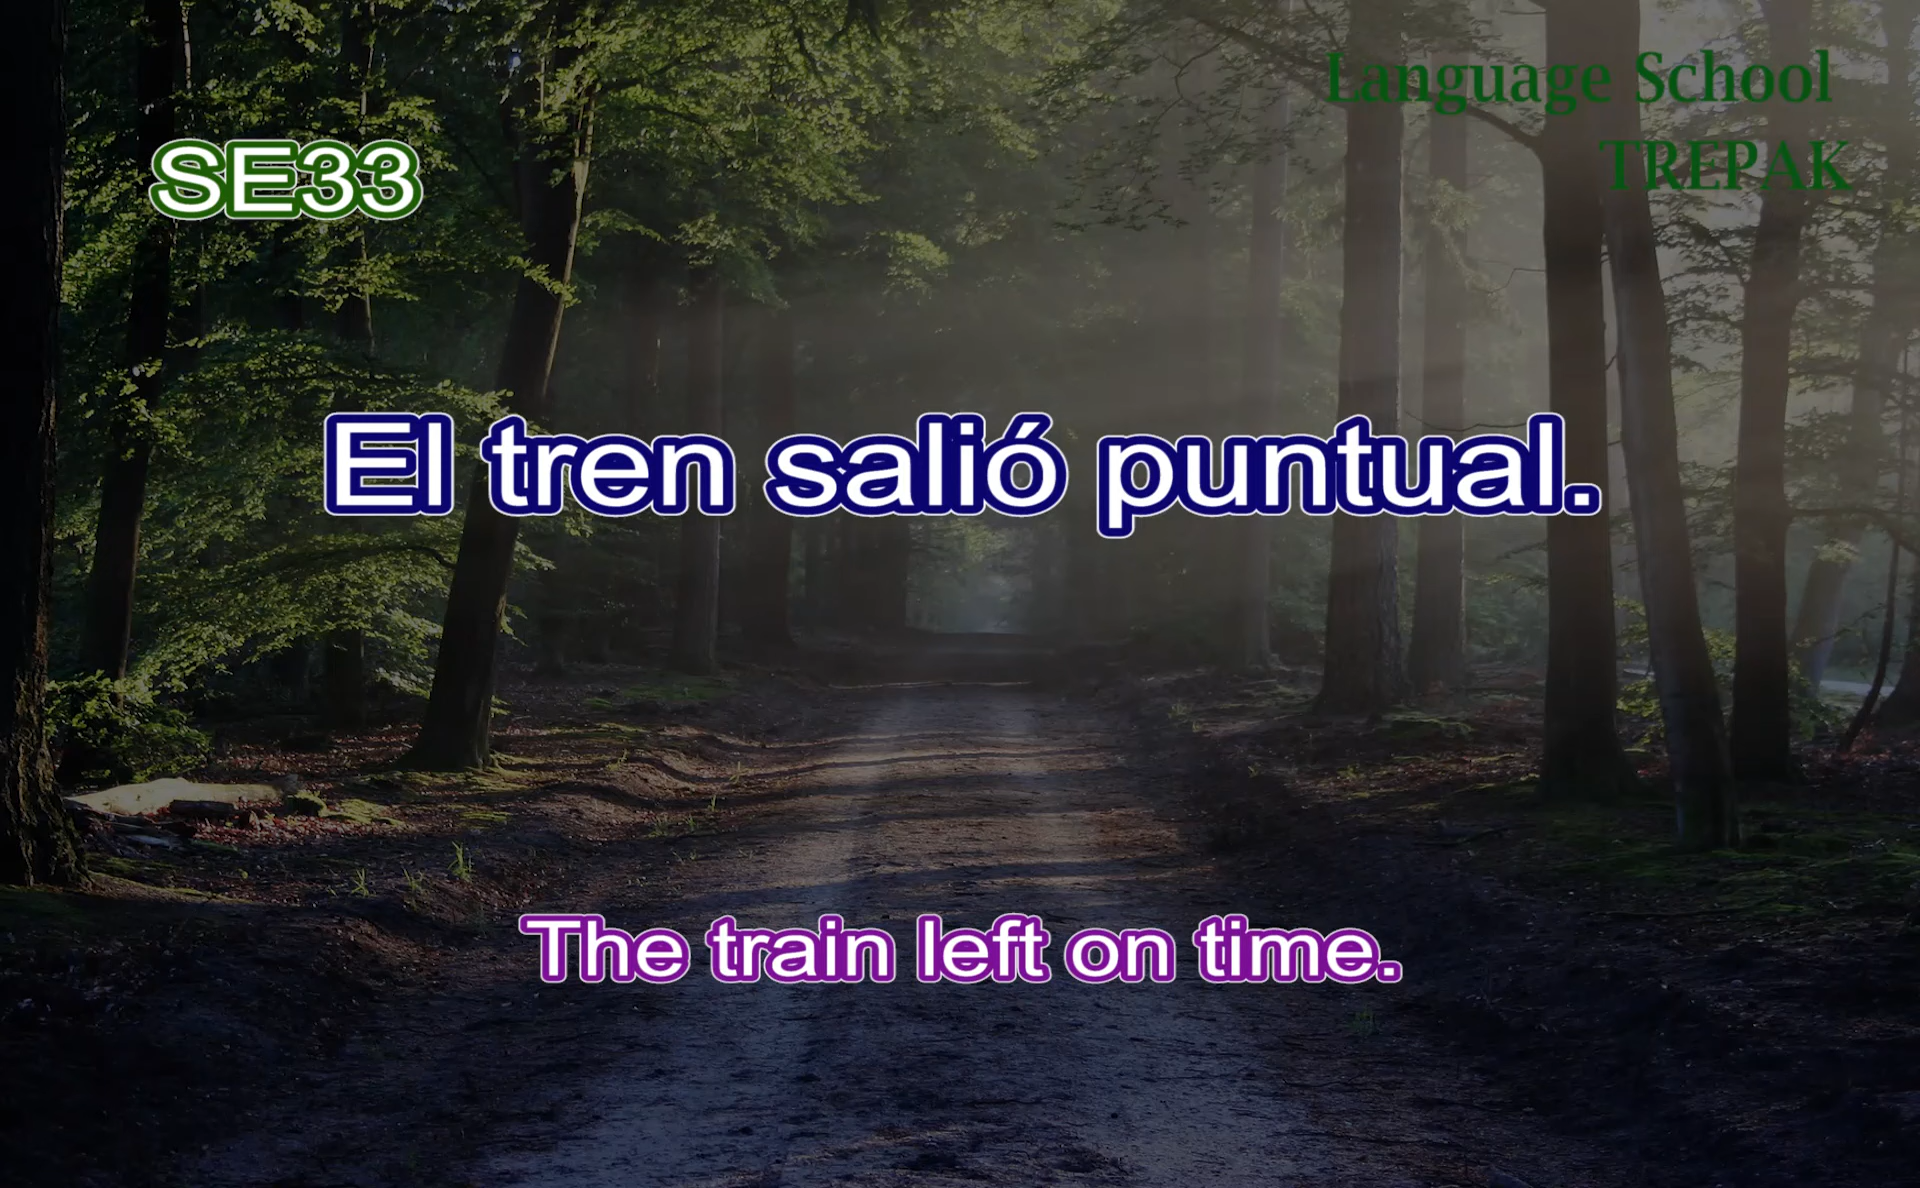 Language School
TREPAK
SE33
El tren salió puntual.
The train left on time.